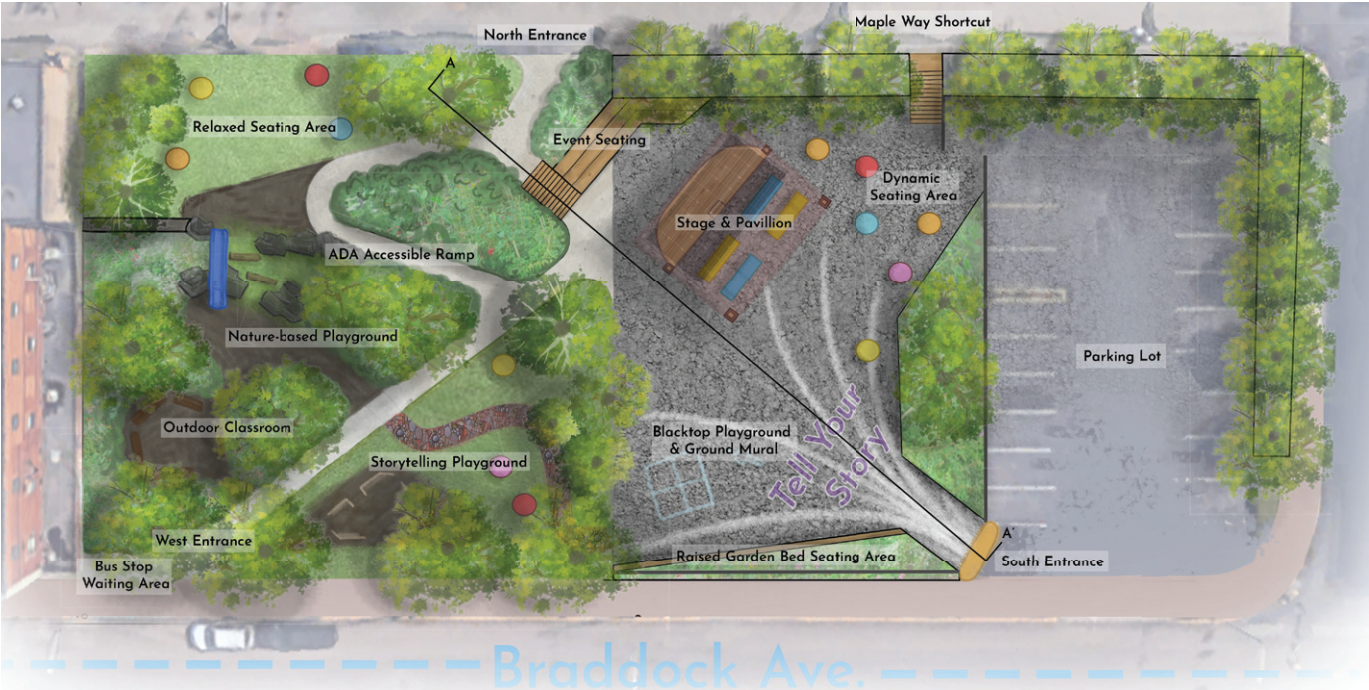 Maple Way Shortcut
North Entrance
A
Relaxed Seating Area
Event Seating
Dynamic
Seating Area
Stage & Pavillion
ADA Accessible Ramp
Nature-based Playground
Parking Lot
Outdoor Classroom
Blacktop Playground
& Ground Mural
Tell Your
Story
Storytelling Playground
West Entrance
A'
Raised Garden Bed Seating Area
South Entrance
Bus Stop
Waiting Area
Braddock Ave.